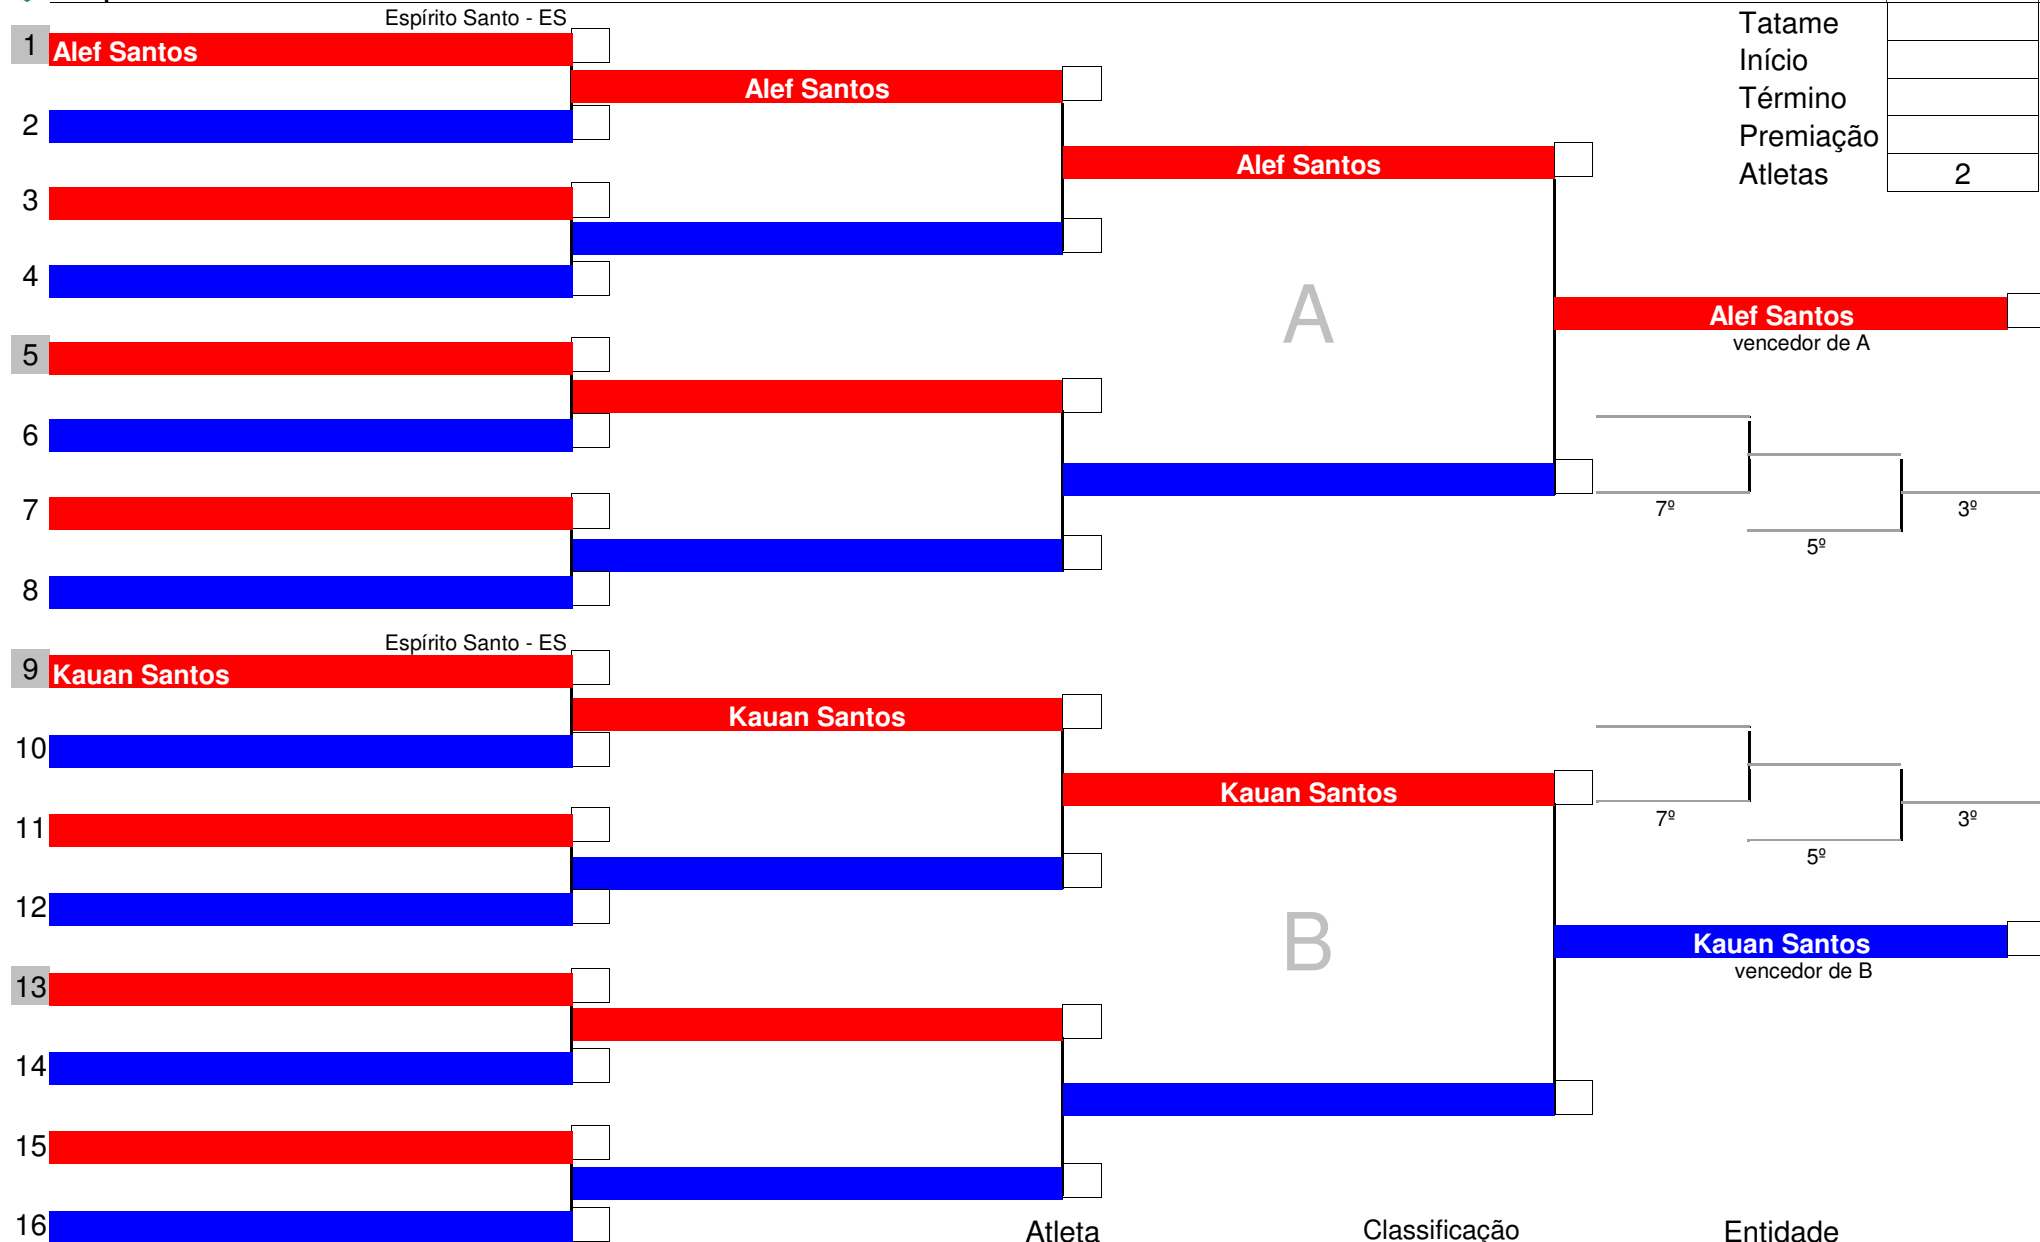 Espírito Santo - ES
Tatame
1 Alef Santos
Início
Alef Santos
Término
2
Premiação
Alef Santos
Atletas 2
3
4
A
Alef Santos
vencedor de A
5
6
7
7º 3º
5º
8
Espírito Santo - ES
9 Kauan Santos
Kauan Santos
10
Kauan Santos
11
7º 3º
5º
12
B
Kauan Santos
vencedor de B
13
14
15
16
Atleta Classificação Entidade